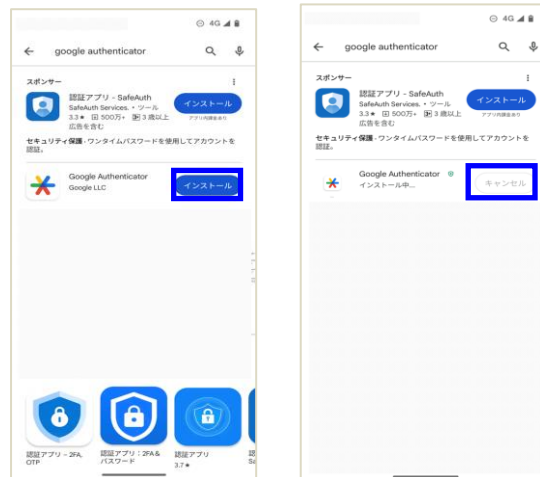 4G
google authenticator
スポンサー
認証アプリ - SafeAuth
SafeAuth Services. • ツール
3.3★ 500万+ 3 歳以上
広告を含む
インストール
アプリ内課金あり
セキュリティ保護 - ワンタイムパスワードを使用してアカウントを
認証。
Google Authenticator
Google LLC
インストール
認証アプリ - 2FA,
OTP
認証アプリ：2FA&
パスワード
認証アプリ
3.7★
4G
google authenticator
スポンサー
認証アプリ - SafeAuth
SafeAuth Services. • ツール
3.3★ 500万+ 3 歳以上
広告を含む
インストール
アプリ内課金あり
セキュリティ保護 - ワンタイムパスワードを使用してアカウントを
認証。
Google Authenticator
インストール中...
キャンセル